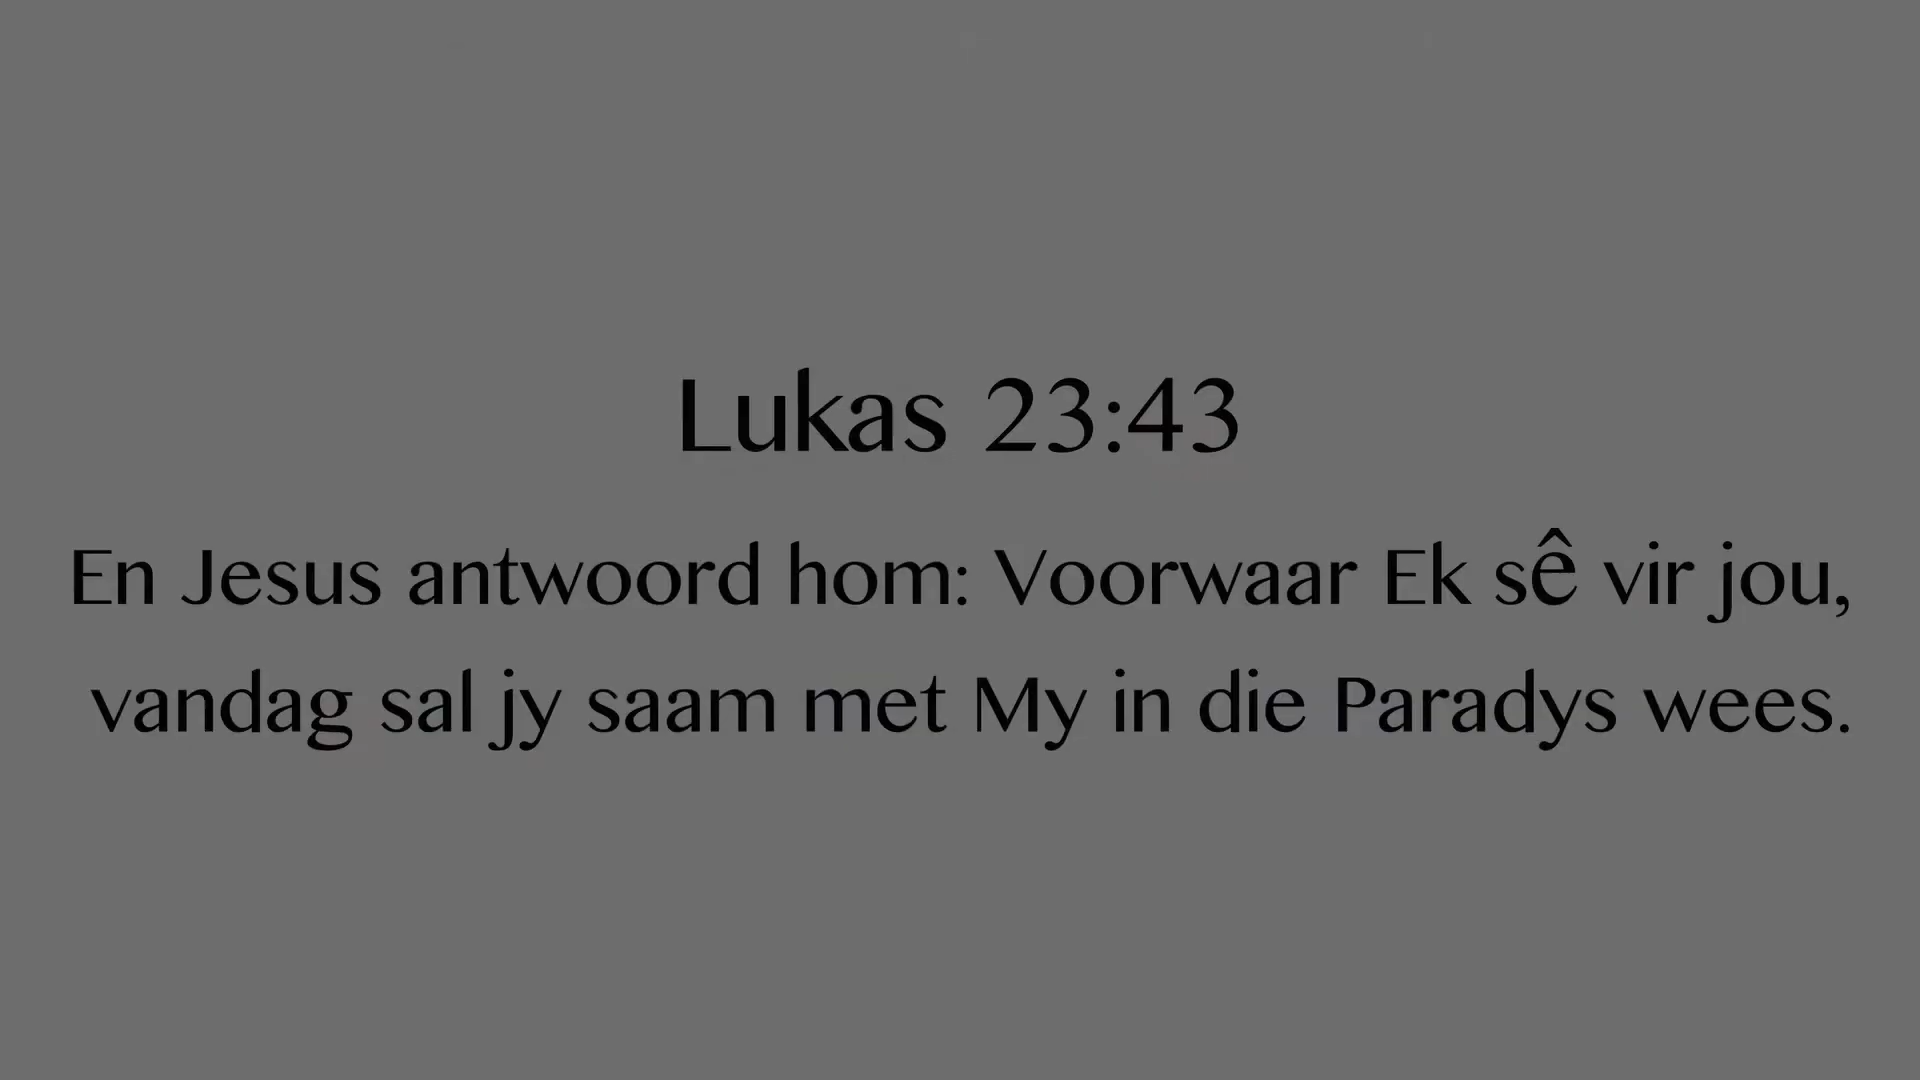 Lukas 23:43
En Jesus antwoord hom: Voorwaar Ek sê vir jou,
vandag sal jy saam met My in die Paradys wees.